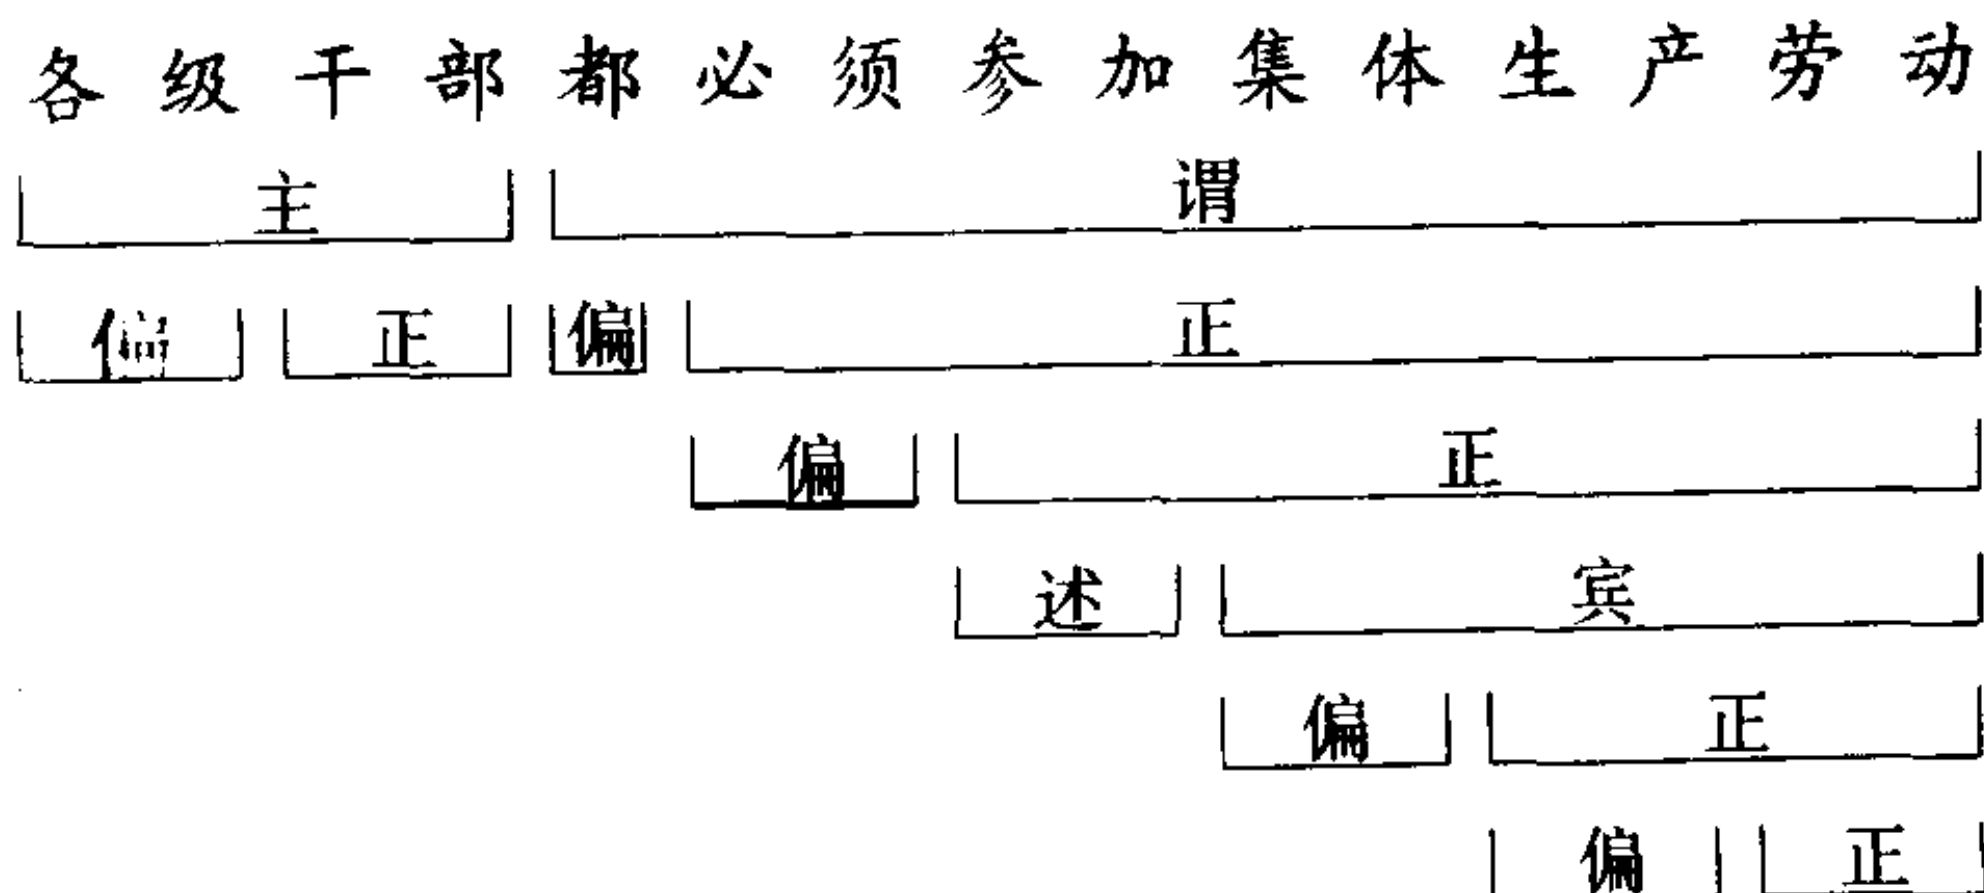 各级干部都必须参加集体生产劳动
主 谓
偏 正 偏 正
偏 正
述 宾
偏 正
偏 正